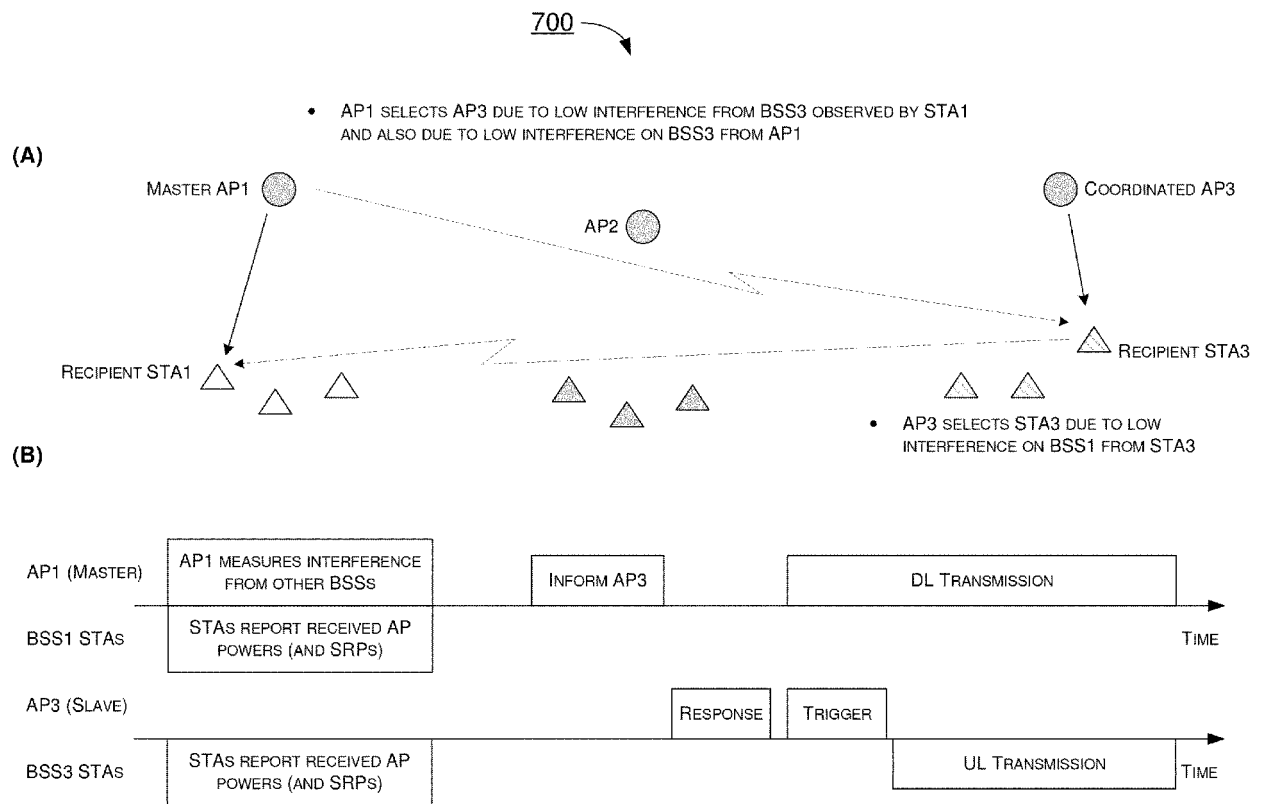 700
• AP1 SELECTS AP3 DUE TO LOW INTERFERENCE FROM BSS3 OBSERVED BY STA1
AND ALSO DUE TO LOW INTERFERENCE ON BSS3 FROM AP1
(A)
MASTER AP1
COORDINATED AP3
AP2
RECIPIENT STA3
RECIPIENT STA1
• AP3 SELECTS STA3 DUE TO LOW
INTERFERENCE ON BSS1 FROM STA3
(B)
AP1 (MASTER)
AP1 MEASURES INTERFERENCE
FROM OTHER BSSS
INFORM AP3
DL TRANSMISSION
BSS1 STAS
STAS REPORT RECEIVED AP
POWERS (AND SRPS)
TIME
AP3 (SLAVE)
RESPONSE
TRIGGER
BSS3 STAS
STAS REPORT RECEIVED AP
POWERS (AND SRPS)
UL TRANSMISSION
TIME